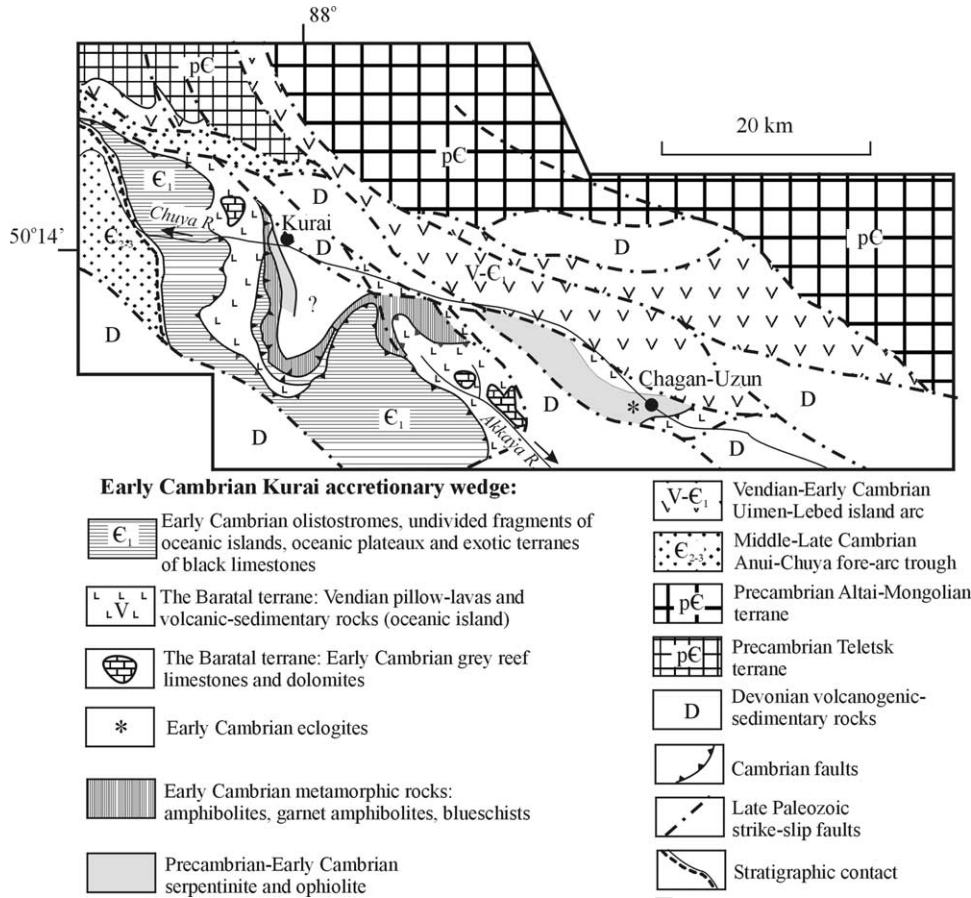 88°
pЄ
pЄ
20 km
pЄ
Є1
D
Chuya R.
Kurai
50°14'
Є2-3
D
D
pЄ
V-Є1
?
D
Chagan-Uzun
D
*
D
D
Є1
Akkaya R
D
D
Early Cambrian Kurai accretionary wedge:
Є1
Early Cambrian olistostromes, undivided fragments of
oceanic islands, oceanic plateaux and exotic terranes
of black limestones
V
The Baratal terrane: Vendian pillow-lavas and
volcanic-sedimentary rocks (oceanic island)
The Baratal terrane: Early Cambrian grey reef
limestones and dolomites
*
Early Cambrian eclogites
Early Cambrian metamorphic rocks:
amphibolites, garnet amphibolites, blueschists
Precambrian-Early Cambrian
serpentinite and ophiolite
V-Є1
Vendian-Early Cambrian
Uimen-Lebed island arc
Є2-3
Middle-Late Cambrian
Anui-Chuya fore-arc trough
pЄ
Precambrian Altai-Mongolian
terrane
pЄ
Precambrian Teletsk
terrane
D
Devonian volcanogenic-
sedimentary rocks
Cambrian faults
Late Paleozoic
strike-slip faults
Stratigraphic contact